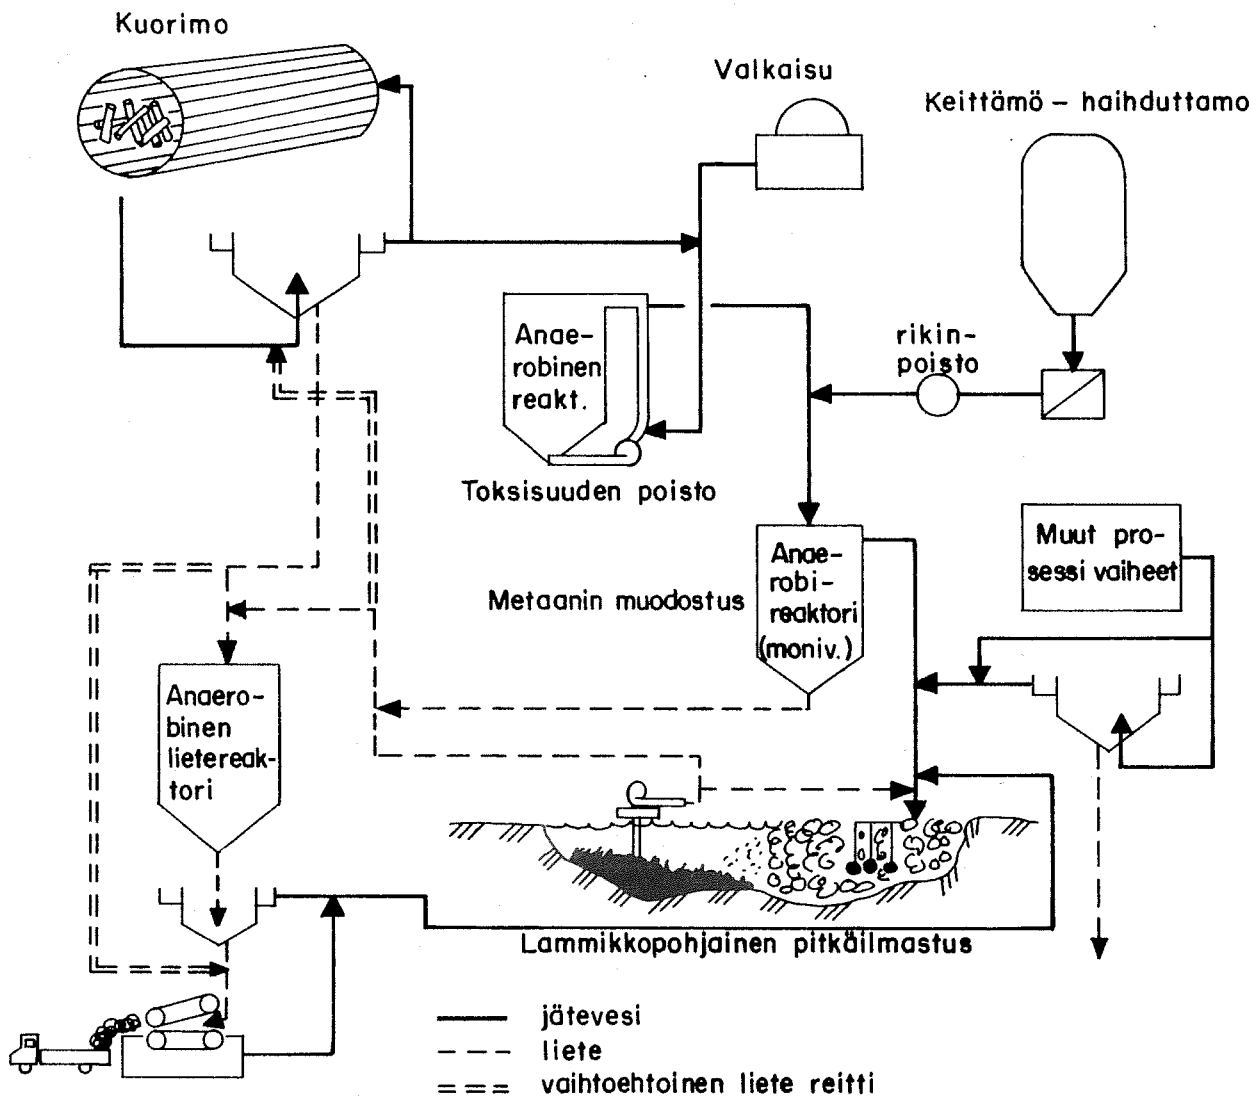 Kuorimo
Valkaisu
Keittämö – haihduttamo
Anae-
robinen
reakt.
rikin-
poisto
Toksisuuden poisto
Muut pro-
sessi vaiheet
Anae-
robi-
reaktori
(moniv.)
Metaanin muodostus
Anaero-
binen
lietereak-
tori
Lammikkopohjainen pitkäilmastus
jätevesi
liete
vaihtoehtoinen liete reitti